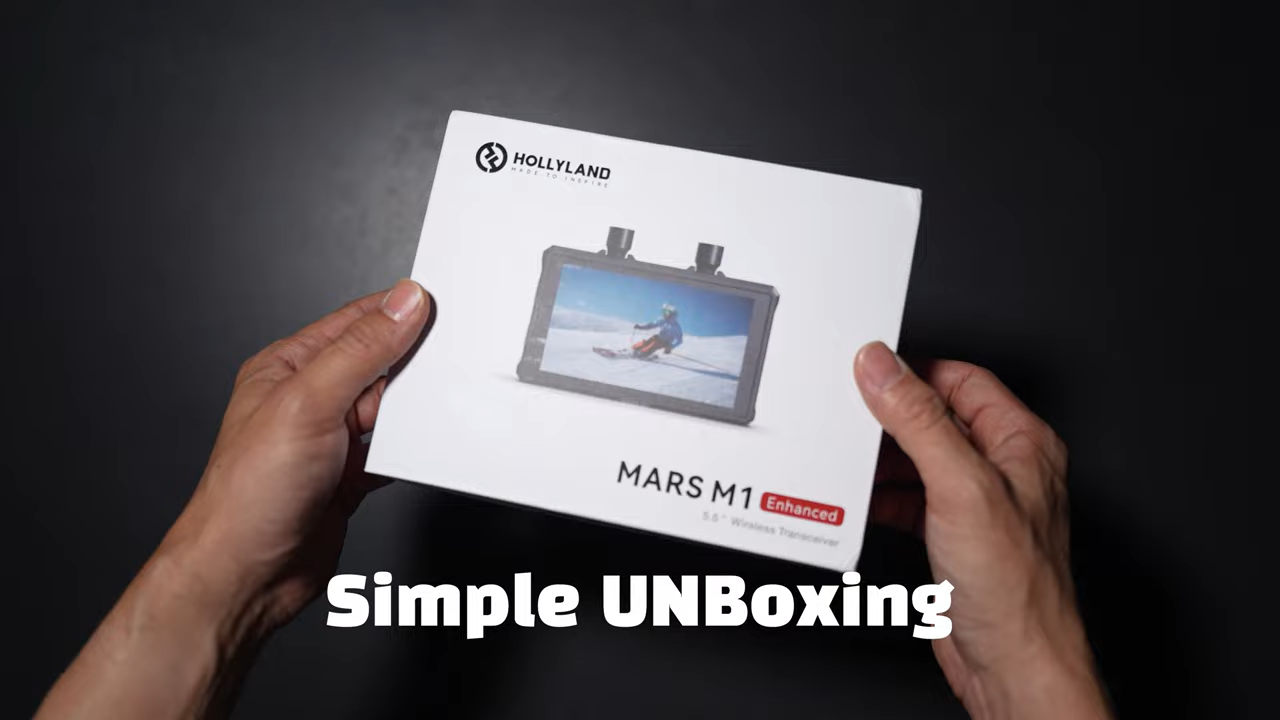 HOLLYLAND
MADE TO INSPIRE
MARS M1 Enhanced
5.5" Wireless Transceiver
Simple UNBoxing